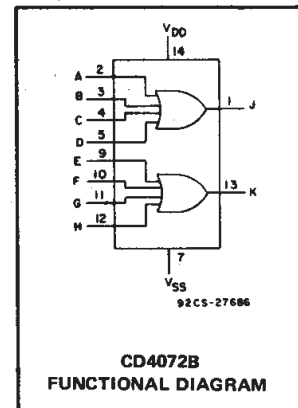 VDD
14
A 2
B 3
C 4
D 5
1 J
E 9
F 10
G 11
H 12
13 K
7
VSS
92CS-27686
CD4072B
FUNCTIONAL DIAGRAM